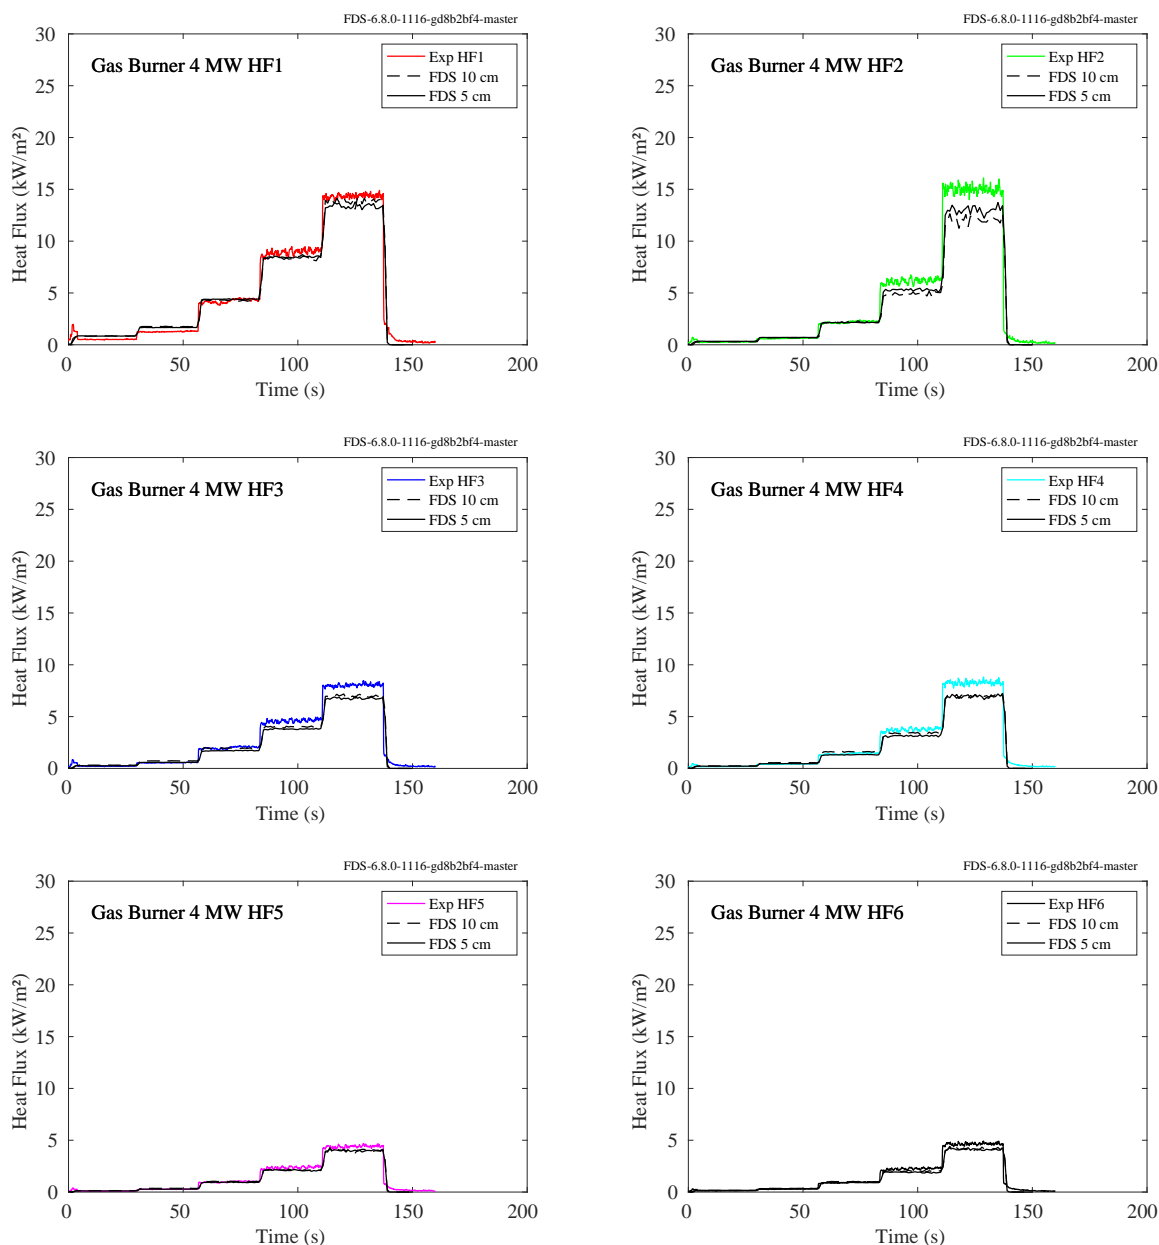 FDS-6.8.0-1116-gd8b2bf4-master
Gas Burner 4 MW HF1
Exp HF1
FDS 10 cm
FDS 5 cm
30
25
20
15
10
5
0
Heat Flux (kW/m²)
0 50 100 150 200
Time (s)
FDS-6.8.0-1116-gd8b2bf4-master
Gas Burner 4 MW HF2
Exp HF2
FDS 10 cm
FDS 5 cm
30
25
20
15
10
5
0
Heat Flux (kW/m²)
0 50 100 150 200
Time (s)
FDS-6.8.0-1116-gd8b2bf4-master
Gas Burner 4 MW HF3
Exp HF3
FDS 10 cm
FDS 5 cm
30
25
20
15
10
5
0
Heat Flux (kW/m²)
0 50 100 150 200
Time (s)
FDS-6.8.0-1116-gd8b2bf4-master
Gas Burner 4 MW HF4
Exp HF4
FDS 10 cm
FDS 5 cm
30
25
20
15
10
5
0
Heat Flux (kW/m²)
0 50 100 150 200
Time (s)
FDS-6.8.0-1116-gd8b2bf4-master
Gas Burner 4 MW HF5
Exp HF5
FDS 10 cm
FDS 5 cm
30
25
20
15
10
5
0
Heat Flux (kW/m²)
0 50 100 150 200
Time (s)
FDS-6.8.0-1116-gd8b2bf4-master
Gas Burner 4 MW HF6
Exp HF6
FDS 10 cm
FDS 5 cm
30
25
20
15
10
5
0
Heat Flux (kW/m²)
0 50 100 150 200
Time (s)